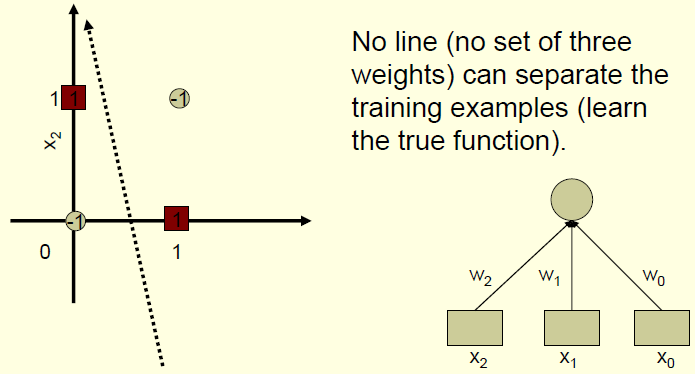 No line (no set of three
weights) can separate the
training examples (learn
the true function).
1
1
-1
x2
-1
1
0
1
w2
w1
w0
x2
x1
x0